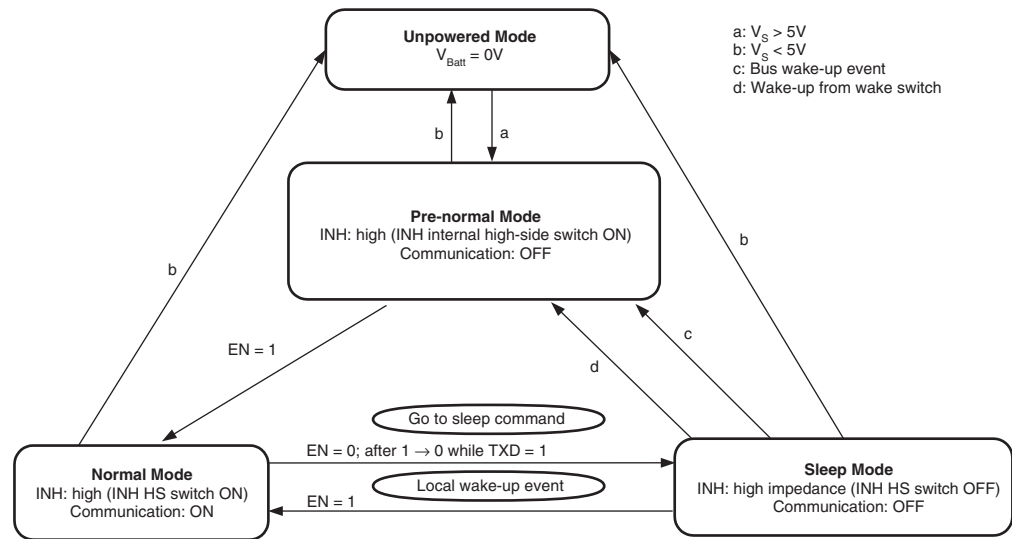 Unpowered Mode
V_Batt = 0V
a: V_S > 5V
b: V_S < 5V
c: Bus wake-up event
d: Wake-up from wake switch
b
a
Pre-normal Mode
INH: high (INH internal high-side switch ON)
Communication: OFF
b
b
EN = 1
d
c
Go to sleep command
EN = 0; after 1 → 0 while TXD = 1
Normal Mode
INH: high (INH HS switch ON)
Communication: ON
Local wake-up event
EN = 1
Sleep Mode
INH: high impedance (INH HS switch OFF)
Communication: OFF